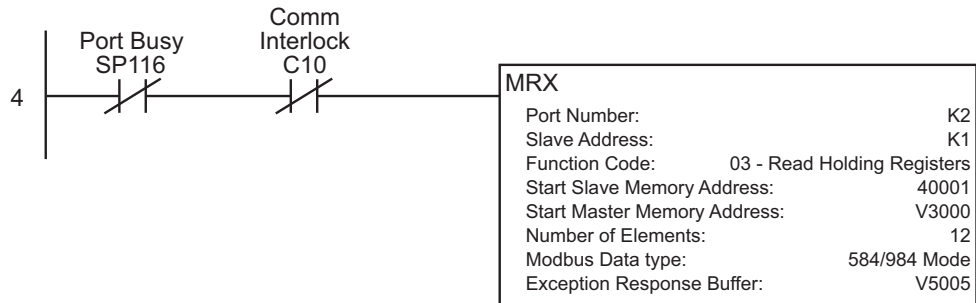 Port Busy
SP116
Comm
Interlock
C10
4
MRX
Port Number: K2
Slave Address: K1
Function Code: 03 - Read Holding Registers
Start Slave Memory Address: 40001
Start Master Memory Address: V3000
Number of Elements: 12
Modbus Data type: 584/984 Mode
Exception Response Buffer: V5005